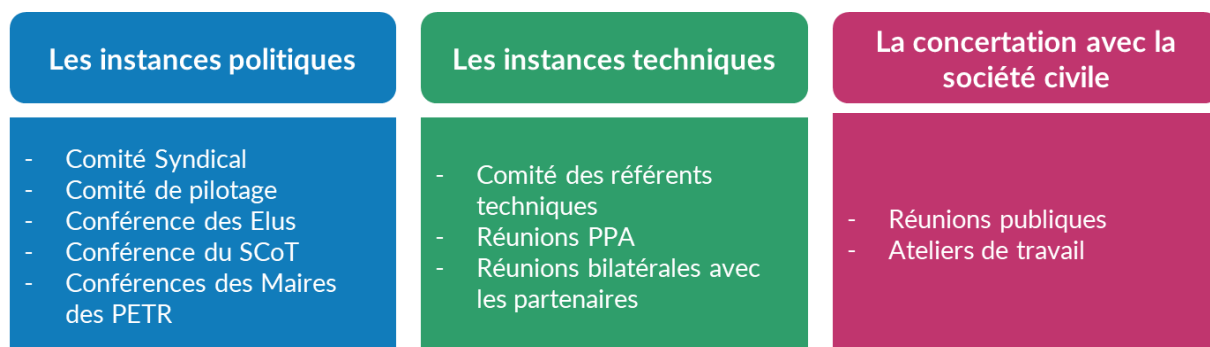 Les instances politiques
- Comité Syndical
- Comité de pilotage
- Conférence des Elus
- Conférence du SCoT
- Conférences des Maires
des PETR
Les instances techniques
- Comité des référents
techniques
- Réunions PPA
- Réunions bilatérales avec
les partenaires
La concertation avec la
société civile
- Réunions publiques
- Ateliers de travail